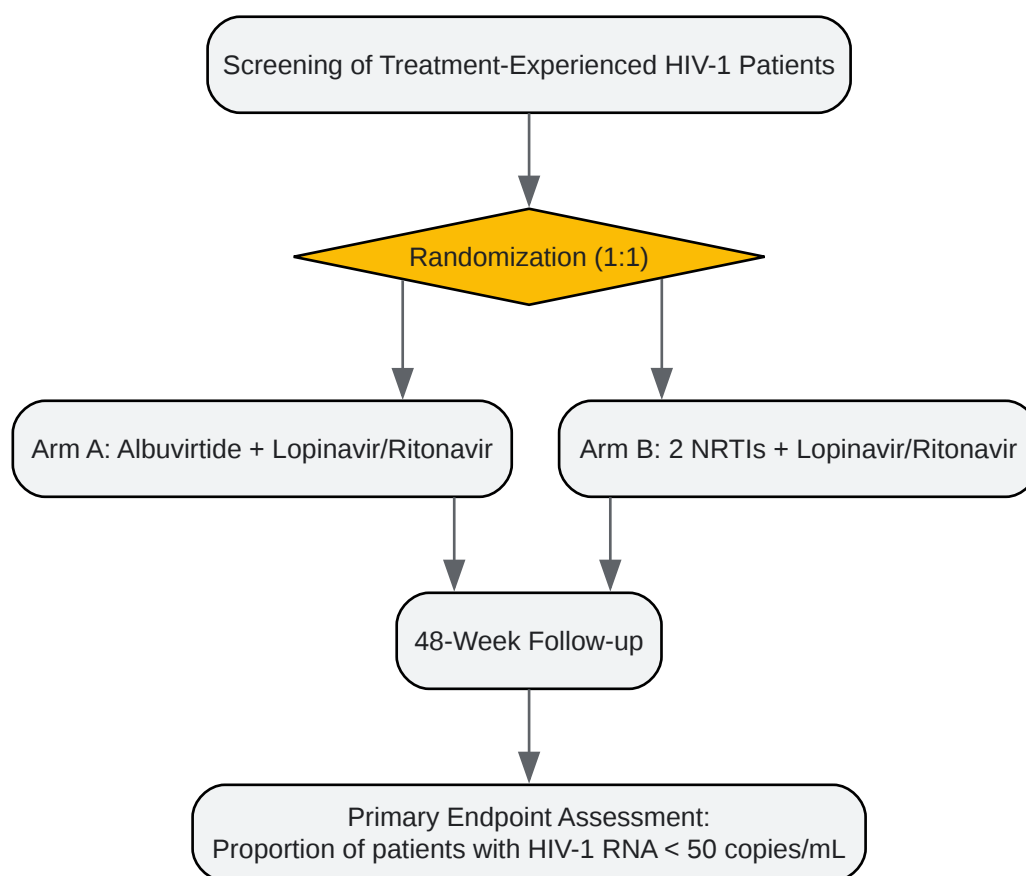 Screening of Treatment-Experienced HIV-1 Patients
Randomization (1:1)
Arm A: Albuvirtide + Lopinavir/Ritonavir
Arm B: 2 NRTIs + Lopinavir/Ritonavir
48-Week Follow-up
Primary Endpoint Assessment:
Proportion of patients with HIV-1 RNA < 50 copies/mL